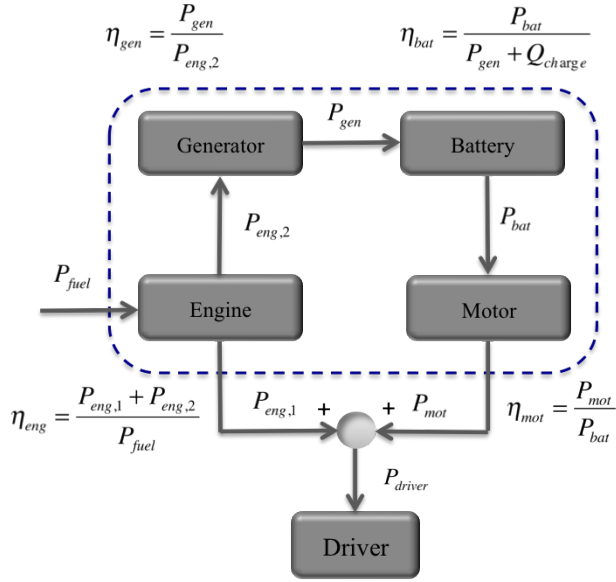 η_gen = P_gen / P_eng,2
η_bat = P_bat / (P_gen + Q_charge)
P_gen
Generator
Battery
P_eng,2
P_bat
P_fuel
Engine
Motor
η_eng = (P_eng,1 + P_eng,2) / P_fuel
P_eng,1
+
+
P_mot
η_mot = P_mot / P_bat
P_driver
Driver